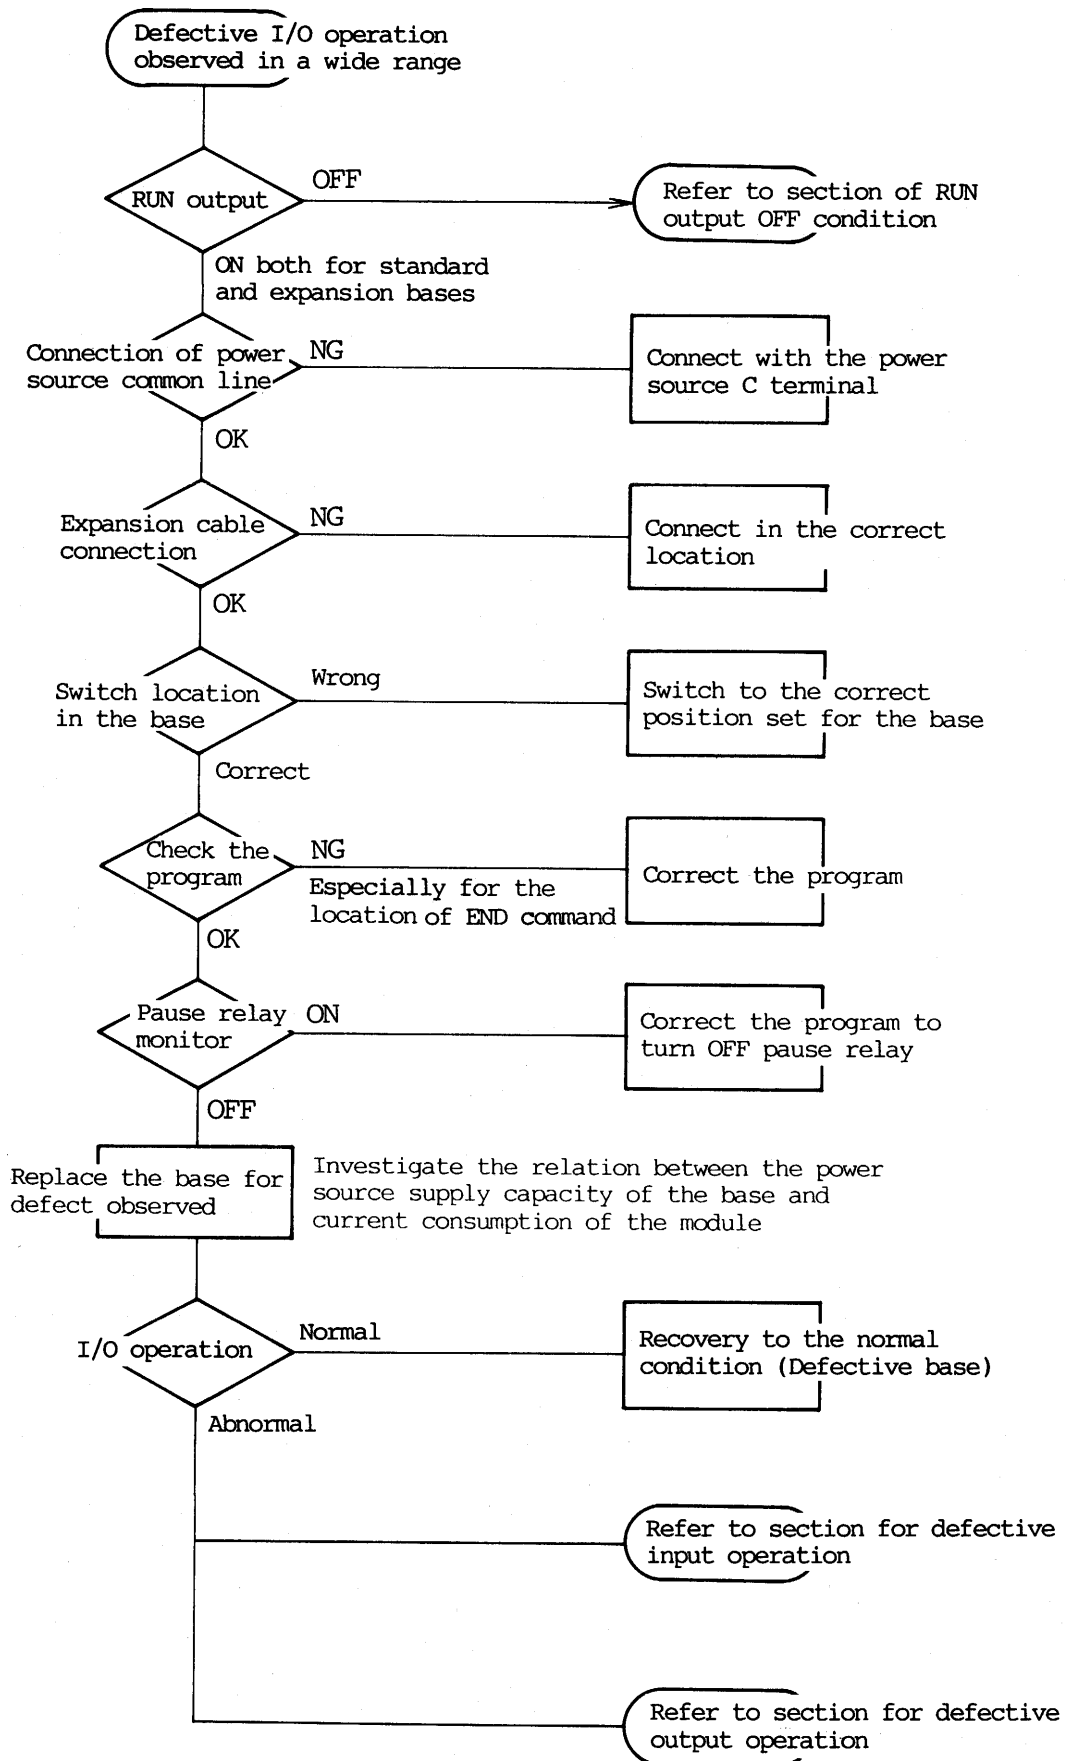 Defective I/O operation
observed in a wide range
RUN output
OFF
Refer to section of RUN
output OFF condition
ON both for standard
and expansion bases
Connection of power
source common line
NG
Connect with the power
source C terminal
OK
Expansion cable
connection
NG
Connect in the correct
location
OK
Switch location
in the base
Wrong
Switch to the correct
position set for the base
Correct
Check the
program
NG
Especially for the
location of END command
Correct the program
OK
Pause relay
monitor
ON
Correct the program to
turn OFF pause relay
OFF
Replace the base for
defect observed
Investigate the relation between the power
source supply capacity of the base and
current consumption of the module
I/O operation
Normal
Recovery to the normal
condition (Defective base)
Abnormal
Refer to section for defective
input operation
Refer to section for defective
output operation